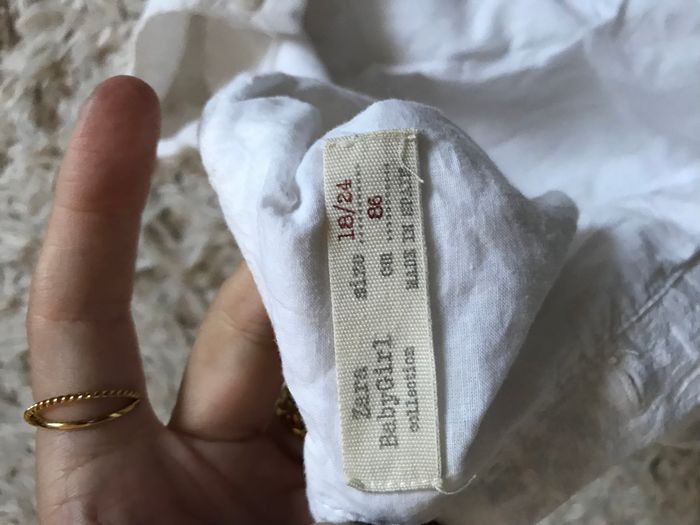 Zara
BabyGirl
collection
size ........ 18/24
cm ........ 86
MADE IN SPAIN